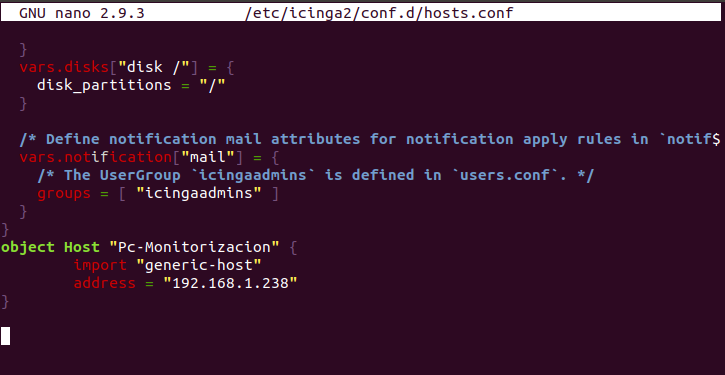 GNU nano 2.9.3 /etc/icinga2/conf.d/hosts.conf
}
vars.disks["disk /"] = {
disk_partitions = "/"
}
/* Define notification mail attributes for notification apply rules in `notif$
vars.notification["mail"] = {
/* The UserGroup `icingaadmins` is defined in `users.conf`. */
groups = [ "icingaadmins" ]
}
}
object Host "Pc-Monitorizacion" {
import "generic-host"
address = "192.168.1.238"
}